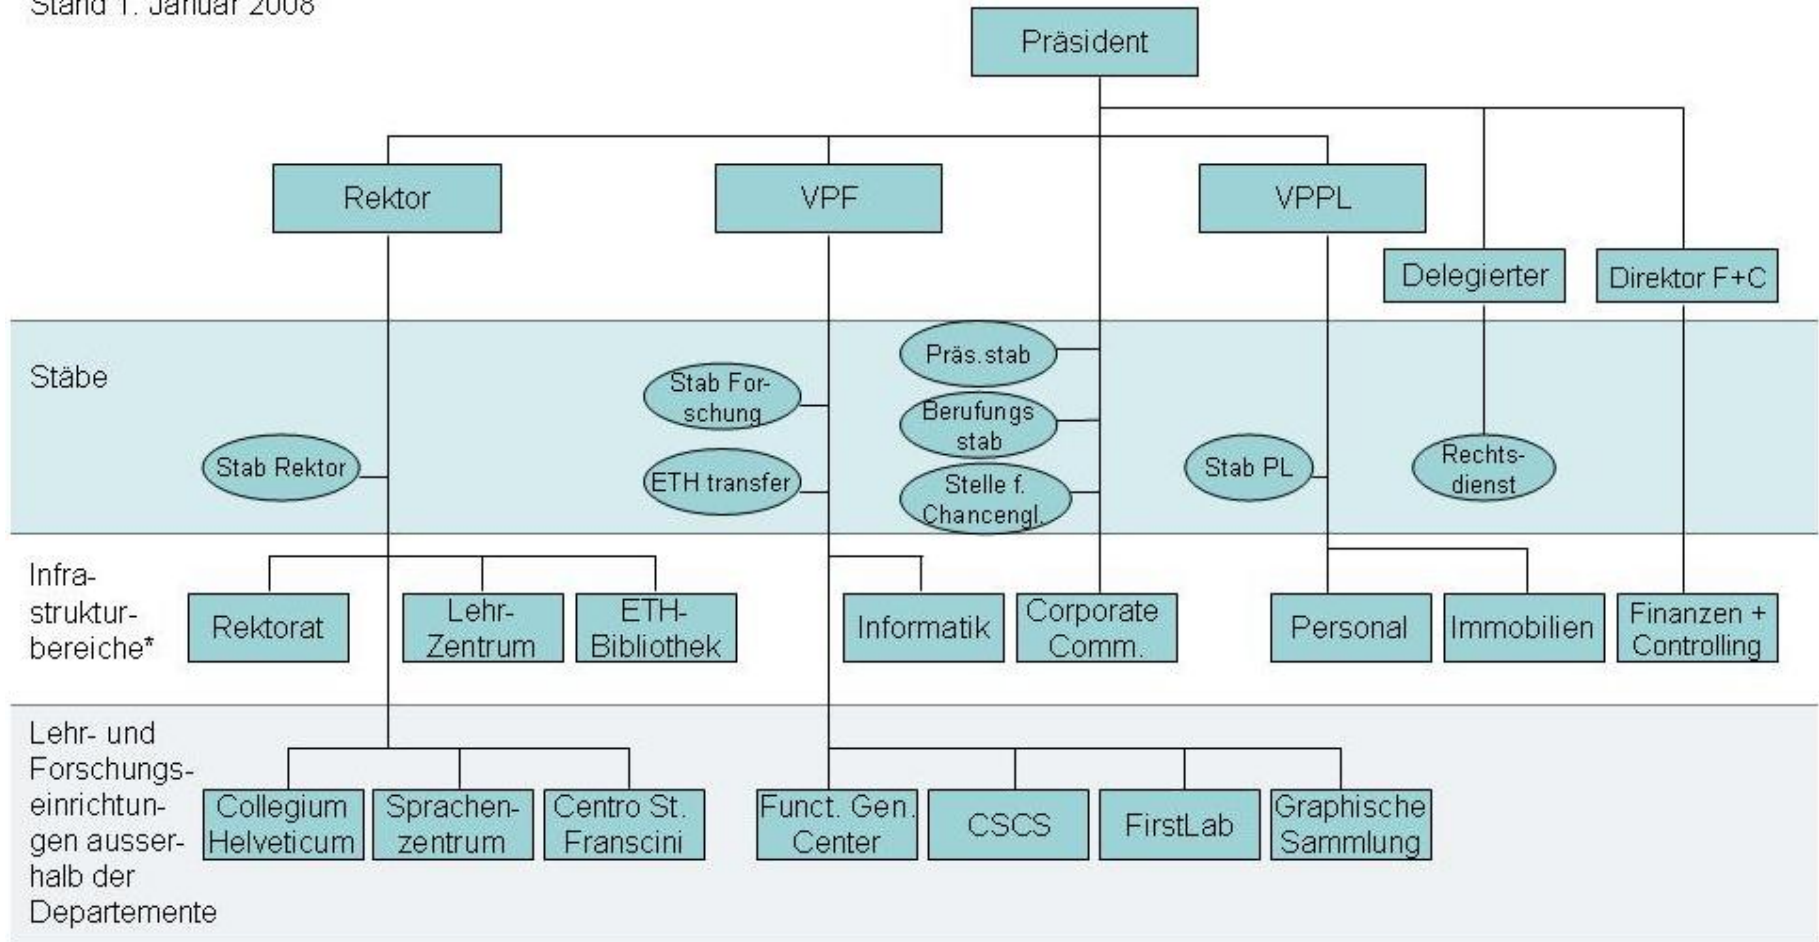 Stand 1. Januar 2008
Präsident
Rektor
VPF
VPPL
Delegierter
Direktor F+C
Stäbe
Präs.stab
Stab For-
schung
Berufungs
stab
Stab Rektor
ETH transfer
Stelle f.
Chancengl.
Stab PL
Rechts-
dienst
Infra-
struktur-
bereiche*
Rektorat
Lehr-
Zentrum
ETH-
Bibliothek
Informatik
Corporate
Comm.
Personal
Immobilien
Finanzen +
Controlling
Lehr- und
Forschungs-
einrichtun-
gen ausser-
halb der
Departemente
Collegium
Helveticum
Sprachen-
zentrum
Centro St.
Franscini
Funct. Gen.
Center
CSCS
FirstLab
Graphische
Sammlung